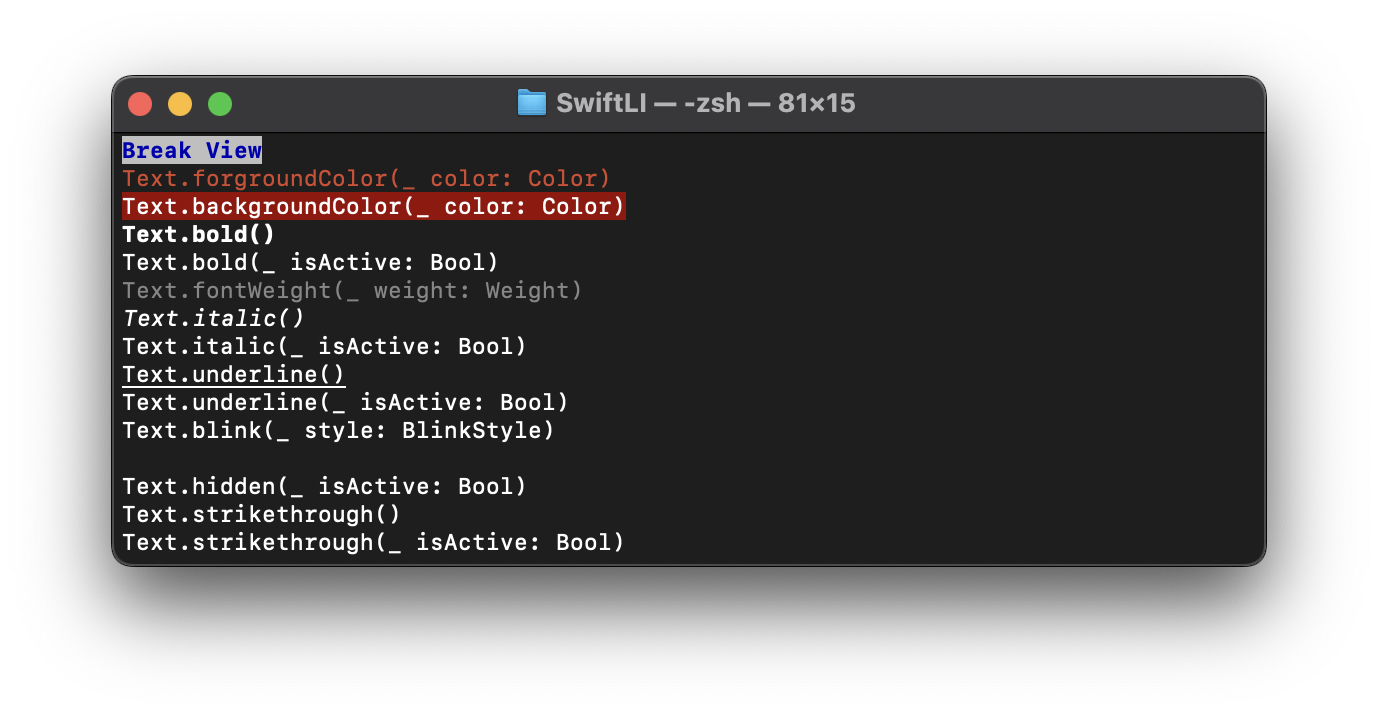 SwiftLI — -zsh — 81×15
Break View
Text.forgroundColor(_ color: Color)
Text.backgroundColor(_ color: Color)
Text.bold()
Text.bold(_ isActive: Bool)
Text.fontWeight(_ weight: Weight)
Text.italic()
Text.italic(_ isActive: Bool)
Text.underline()
Text.underline(_ isActive: Bool)
Text.blink(_ style: BlinkStyle)
Text.hidden(_ isActive: Bool)
Text.strikethrough()
Text.strikethrough(_ isActive: Bool)